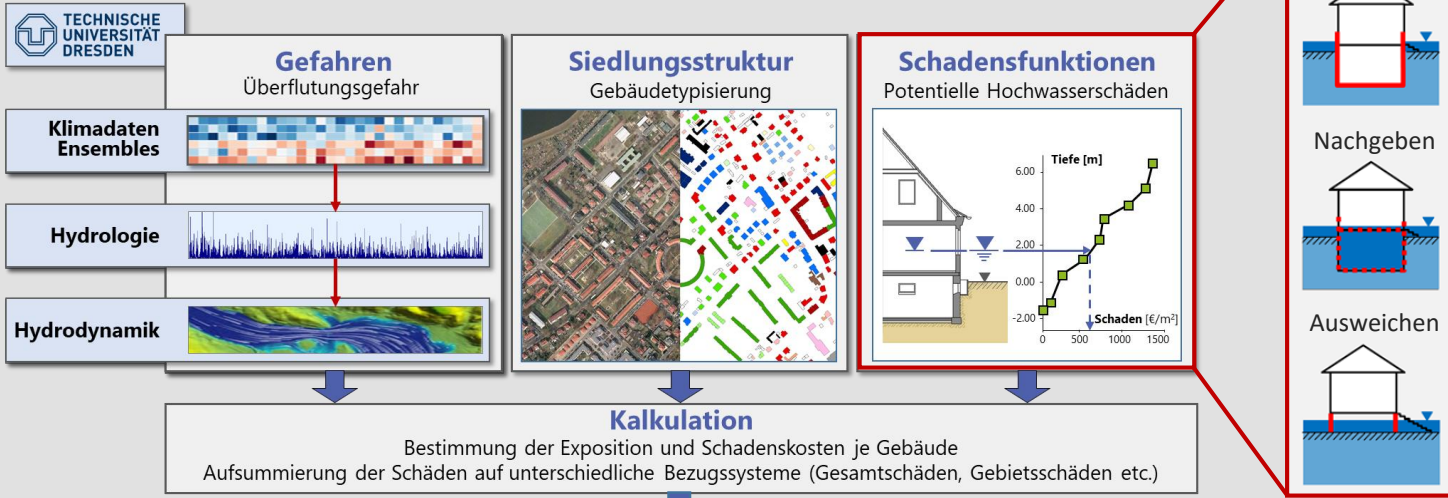 TECHNISCHE
UNIVERSITÄT
DRESDEN
Gefahren
Überflutungsgefahr
Klimadaten
Ensembles
Hydrologie
Hydrodynamik
Siedlungsstruktur
Gebäudetypisierung
Schadensfunktionen
Potentielle Hochwasserschäden
Tiefe [m]
6.00
4.00
2.00
0.00
-2.00
Schaden [€/m²]
0 500 1000 1500
Nachgeben
Ausweichen
Kalkulation
Bestimmung der Exposition und Schadenskosten je Gebäude
Aufsummierung der Schäden auf unterschiedliche Bezugssysteme (Gesamtschäden, Gebietsschäden etc.)